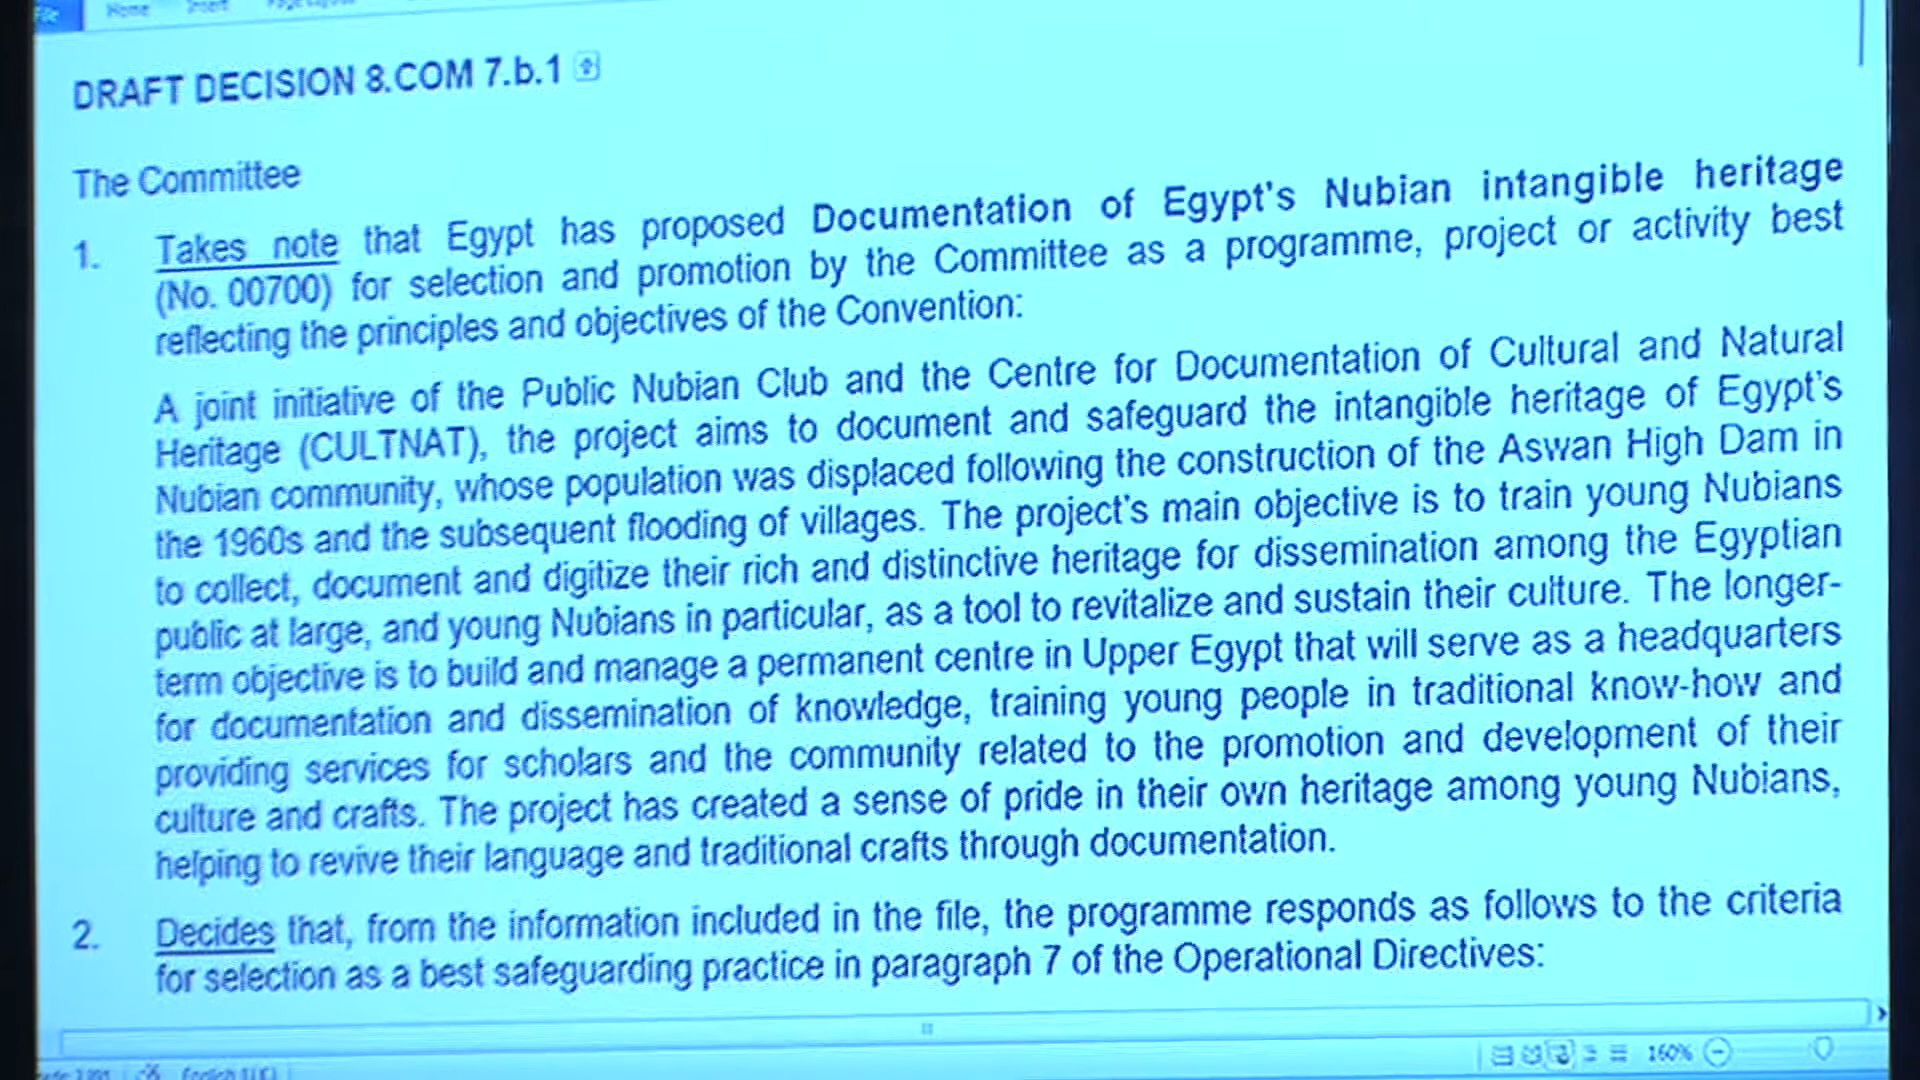 File Home Insert Page Layout
DRAFT DECISION 8.COM 7.b.1
The Committee
1. Takes note that Egypt has proposed Documentation of Egypt's Nubian intangible heritage
(No. 00700) for selection and promotion by the Committee as a programme, project or activity best
reflecting the principles and objectives of the Convention:
A joint initiative of the Public Nubian Club and the Centre for Documentation of Cultural and Natural
Heritage (CULTNAT), the project aims to document and safeguard the intangible heritage of Egypt's
Nubian community, whose population was displaced following the construction of the Aswan High Dam in
the 1960s and the subsequent flooding of villages. The project's main objective is to train young Nubians
to collect, document and digitize their rich and distinctive heritage for dissemination among the Egyptian
public at large, and young Nubians in particular, as a tool to revitalize and sustain their culture. The longer-
term objective is to build and manage a permanent centre in Upper Egypt that will serve as a headquarters
for documentation and dissemination of knowledge, training young people in traditional know-how and
providing services for scholars and the community related to the promotion and development of their
culture and crafts. The project has created a sense of pride in their own heritage among young Nubians,
helping to revive their language and traditional crafts through documentation.
2. Decides that, from the information included in the file, the programme responds as follows to the criteria
for selection as a best safeguarding practice in paragraph 7 of the Operational Directives:
160%